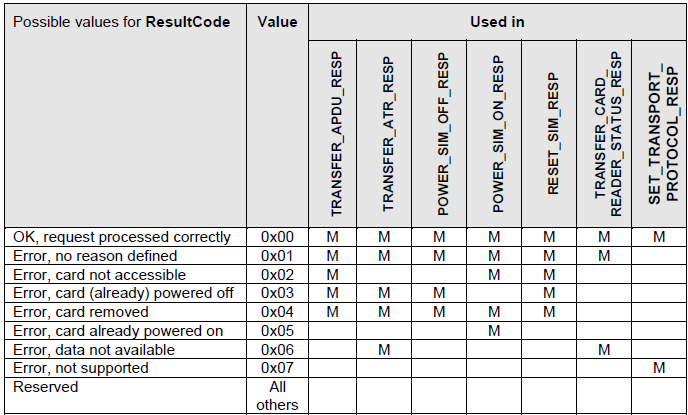 Possible values for ResultCode Value Used in
TRANSFER_APDU_RESP
TRANSFER_ATR_RESP
POWER_SIM_OFF_RESP
POWER_SIM_ON_RESP
RESET_SIM_RESP
TRANSFER_CARD_
READER_STATUS_RESP
SET_TRANSPORT_
PROTOCOL_RESP
OK, request processed correctly 0x00 M M M M M M M
Error, no reason defined 0x01 M M M M M M
Error, card not accessible 0x02 M M M
Error, card (already) powered off 0x03 M M M M
Error, card removed 0x04 M M M M M
Error, card already powered on 0x05 M
Error, data not available 0x06 M M
Error, not supported 0x07 M
Reserved All
others